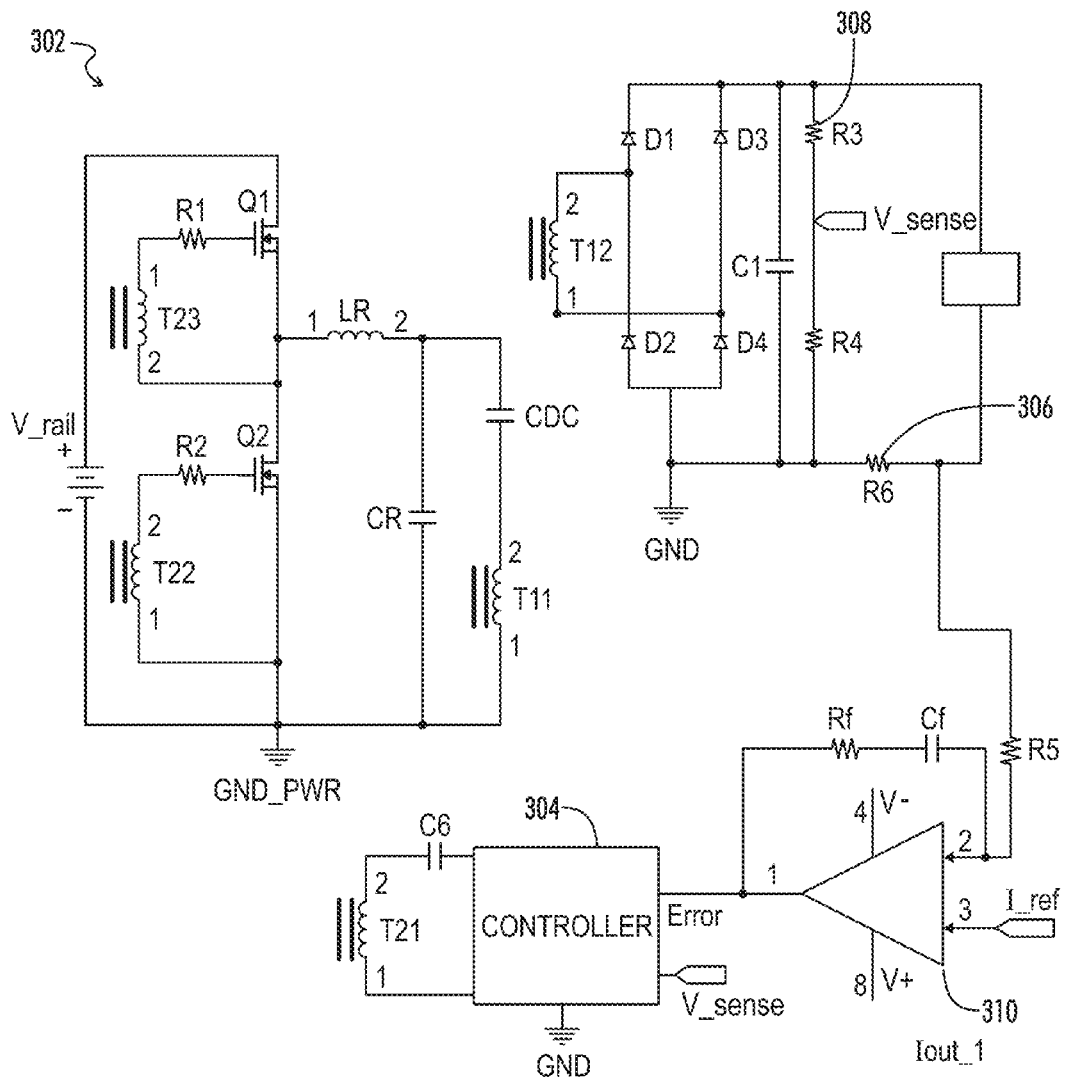 302
308
D1
D3
R3
2
V_sense
T12
C1
1
D2
D4
R4
306
R6
GND
Q1
R1
1
T23
2
1
LR
2
CDC
V_rail
+
-
Q2
R2
2
T22
1
CR
2
T11
1
GND_PWR
Rf
Cf
R5
4
V-
2
1
3
I_ref
8
V+
310
Iout_1
304
C6
2
T21
1
CONTROLLER
Error
V_sense
GND